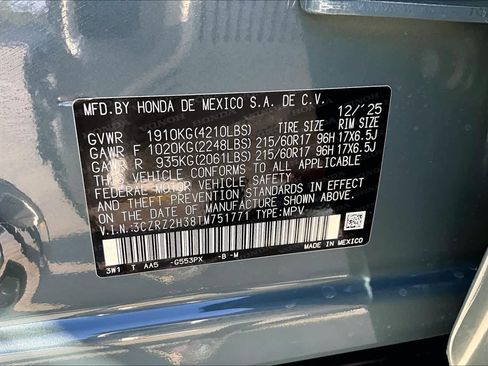 MFD. BY HONDA DE MEXICO S.A. DE C.V. 12/'25
GVWR 1910KG(4210LBS) TIRE SIZE RIM SIZE
GAWR F 1020KG(2248LBS) 215/60R17 96H 17X6.5J
GAWR R 935KG(2061LBS) 215/60R17 96H 17X6.5J
THIS VEHICLE CONFORMS TO ALL APPLICABLE
FEDERAL MOTOR VEHICLE SAFETY
AND THEFT PREVENTION STANDARDS IN EFFECT
ON THE DATE OF MANUFACTURE SHOWN ABOVE.
V.I.N.:3CZRZ2H38TM751771 TYPE:MPV
3W1 T AA5 -G553PX -B -M
MADE IN MEXICO